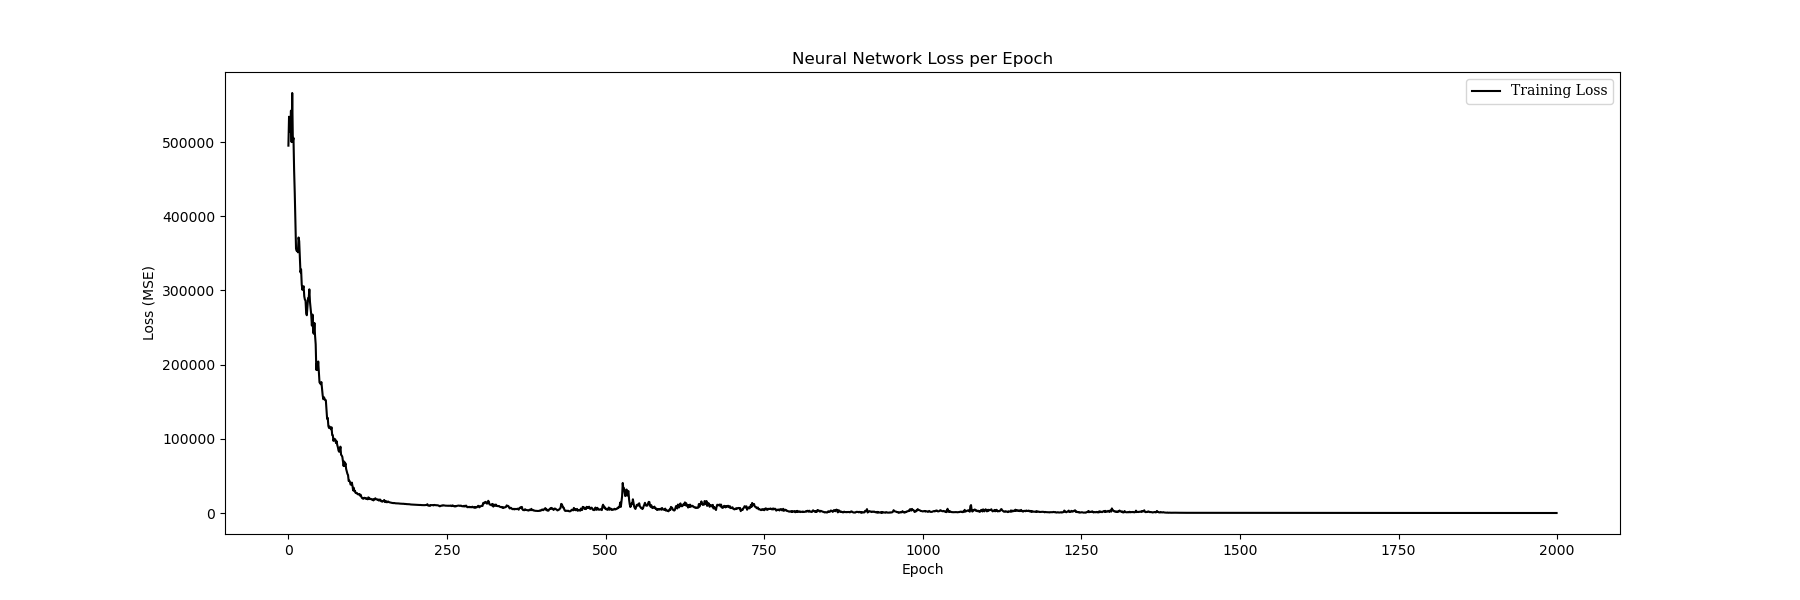 Neural Network Loss per Epoch
Training Loss
Loss (MSE)
500000
400000
300000
200000
100000
0
0 250 500 750 1000 1250 1500 1750 2000
Epoch